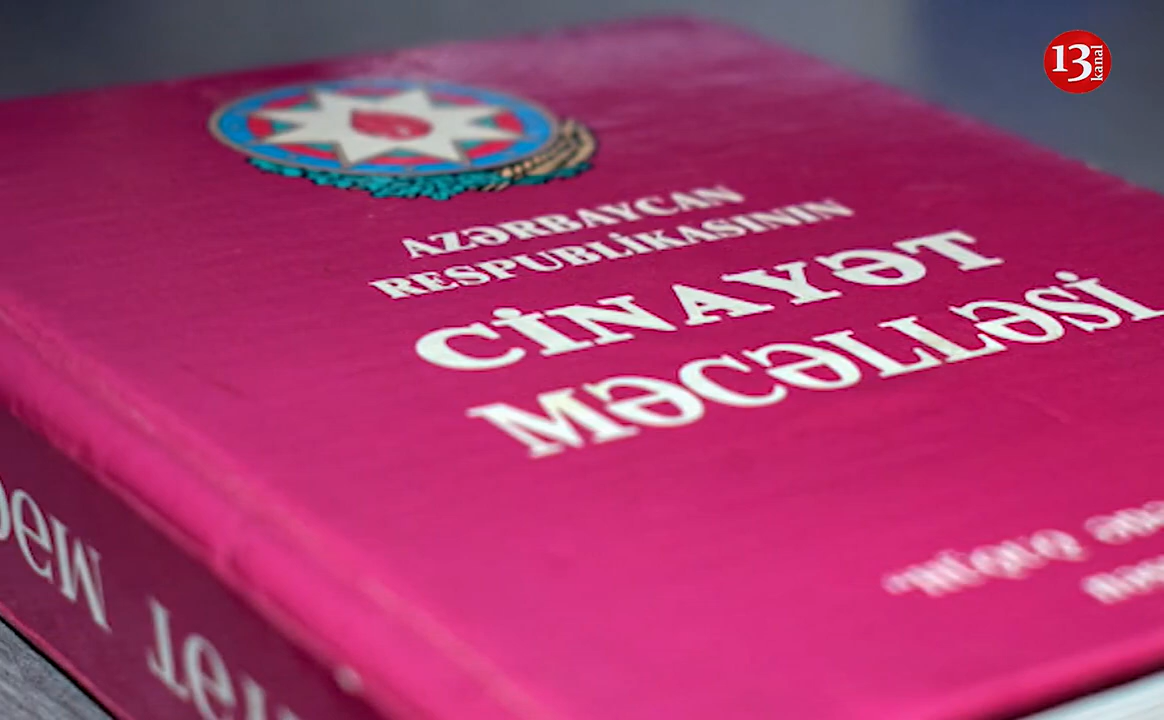 13 kanal
AZƏRBAYCAN
RESPUBLİKASININ
CİNAYƏT
MƏCƏLLƏSİ